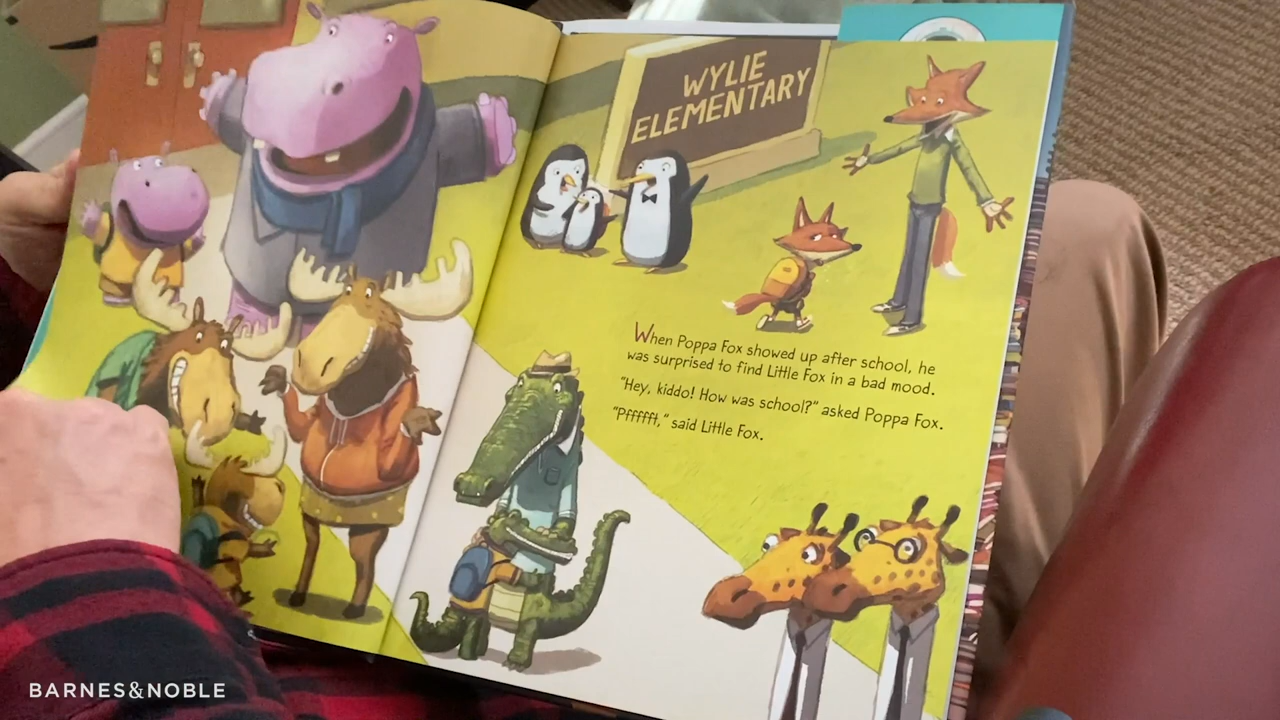 WYLIE
ELEMENTARY
When Poppa Fox showed up after school, he
was surprised to find Little Fox in a bad mood.
"Hey, kiddo! How was school?" asked Poppa Fox.
"Pffffft," said Little Fox.
BARNES&NOBLE